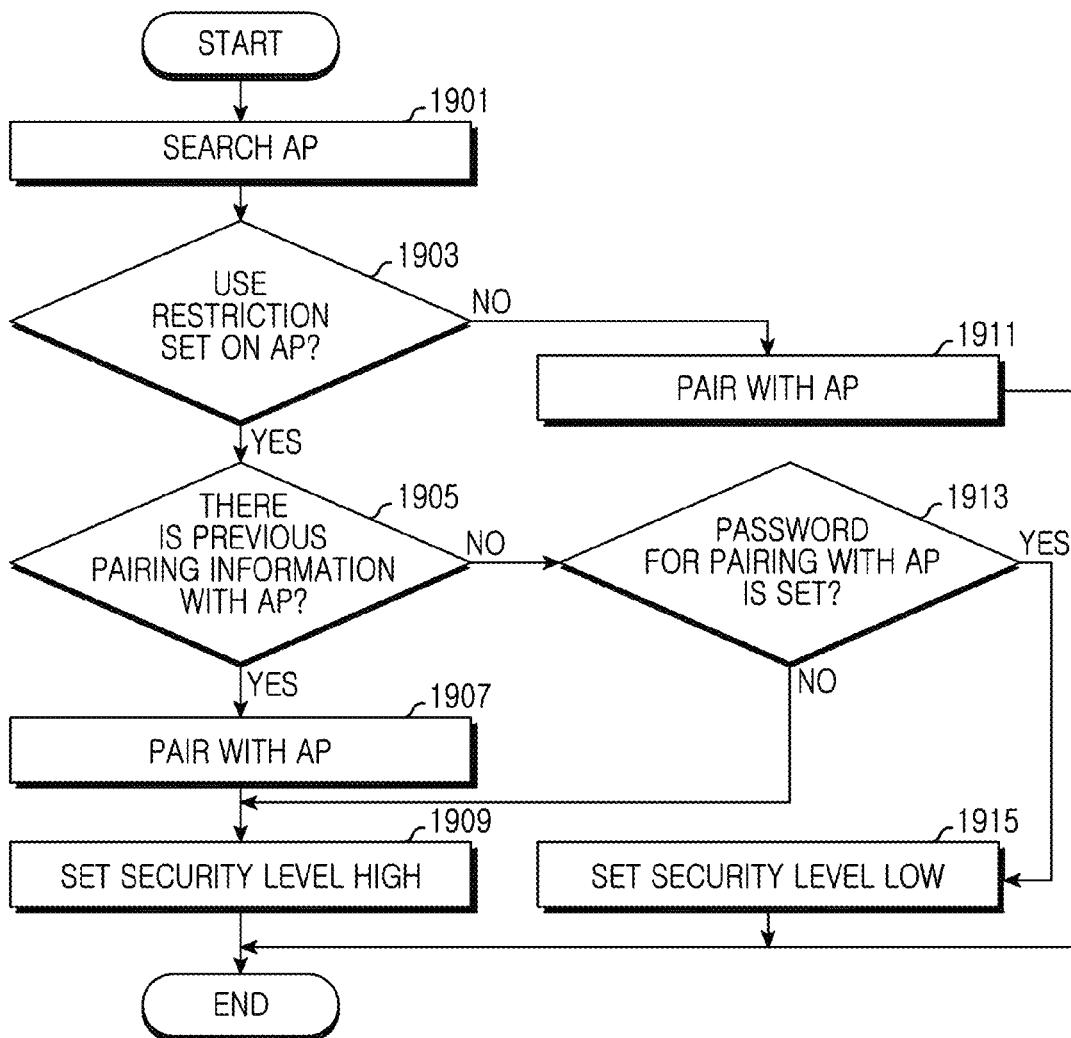 START
1901
SEARCH AP
1903
USE
RESTRICTION
SET ON AP?
NO
YES
1911
PAIR WITH AP
1905
THERE
IS PREVIOUS
PAIRING INFORMATION
WITH AP?
NO
YES
1913
PASSWORD
FOR PAIRING WITH AP
IS SET?
YES
NO
1907
PAIR WITH AP
1909
SET SECURITY LEVEL HIGH
1915
SET SECURITY LEVEL LOW
END